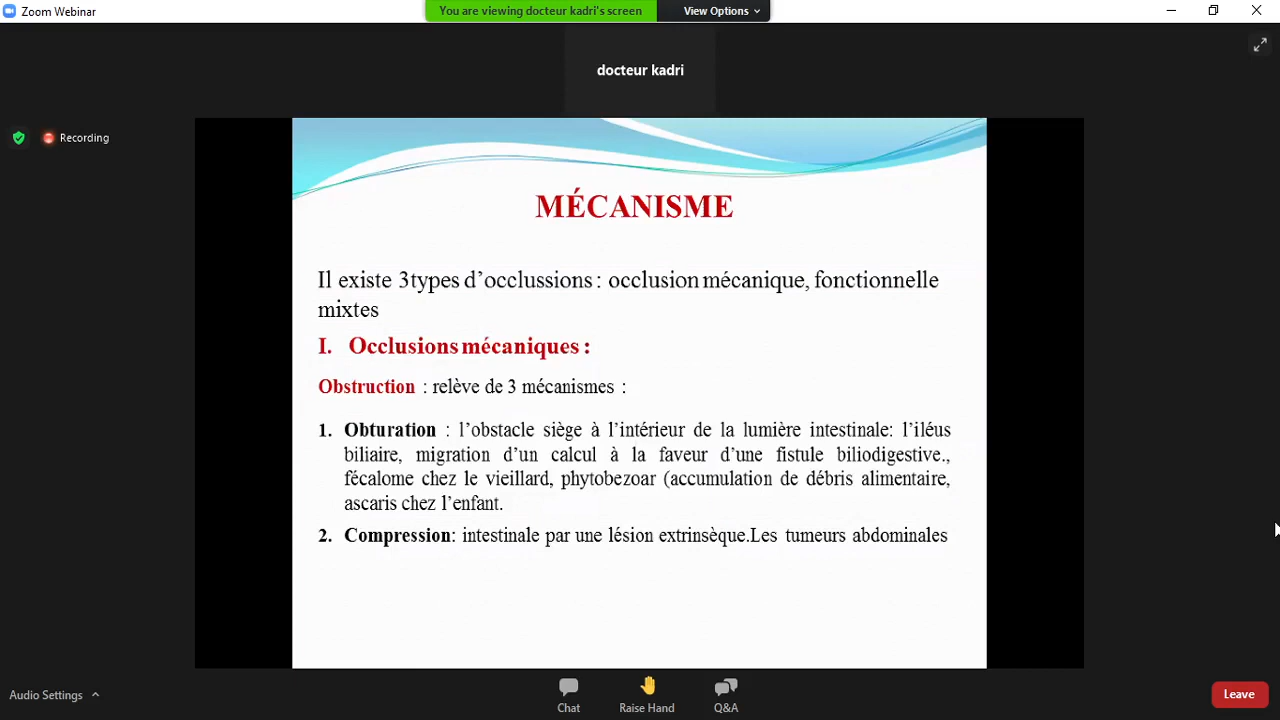 Zoom Webinar
You are viewing docteur kadri's screen
View Options
docteur kadri
Recording
MÉCANISME
Il existe 3types d’occlussions : occlusion mécanique, fonctionnelle
mixtes
I. Occlusions mécaniques :
Obstruction : relève de 3 mécanismes :
1. Obturation : l’obstacle siège à l’intérieur de la lumière intestinale: l’iléus
biliaire, migration d’un calcul à la faveur d’une fistule biliodigestive.,
fécalome chez le vieillard, phytobezoar (accumulation de débris alimentaire,
ascaris chez l’enfant.
2. Compression: intestinale par une lésion extrinsèque.Les tumeurs abdominales
Audio Settings
Chat
Raise Hand
Q&A
Leave